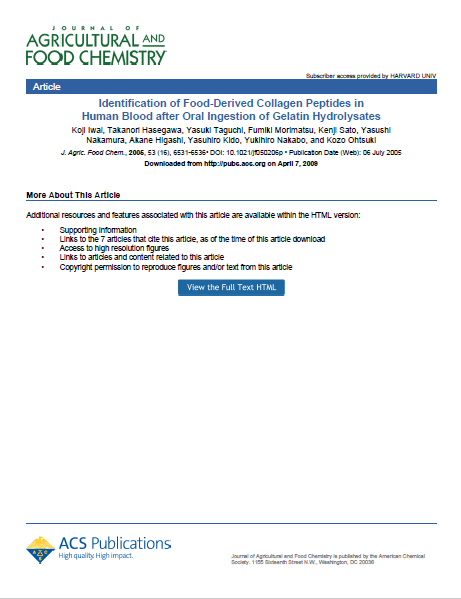 JOURNAL OF
AGRICULTURAL AND
FOOD CHEMISTRY
Subscriber access provided by HARVARD UNIV
Article
Identification of Food-Derived Collagen Peptides in
Human Blood after Oral Ingestion of Gelatin Hydrolysates
Koji Iwai, Takanori Hasegawa, Yasuki Taguchi, Fumiki Morimatsu, Kenji Sato, Yasushi
Nakamura, Akane Higashi, Yasuhiro Kido, Yukihiro Nakabo, and Kozo Ohtsuki
J. Agric. Food Chem., 2005, 53 (16), 6531-6536• DOI: 10.1021/jf050206p • Publication Date (Web): 06 July 2005
Downloaded from http://pubs.acs.org on April 7, 2009
More About This Article
Additional resources and features associated with this article are available within the HTML version:
• Supporting Information
• Links to the 7 articles that cite this article, as of the time of this article download
• Access to high resolution figures
• Links to articles and content related to this article
• Copyright permission to reproduce figures and/or text from this article
View the Full Text HTML
ACS Publications
High quality. High impact.
Journal of Agricultural and Food Chemistry is published by the American Chemical
Society. 1155 Sixteenth Street N.W., Washington, DC 20036